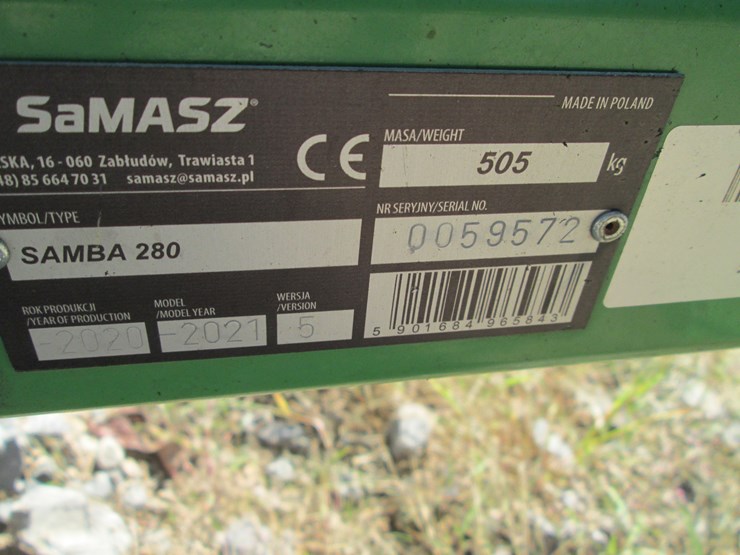 SaMASZ®
MADE IN POLAND
SKA, 16 - 060 Zabłudów, Trawiasta 1
48) 85 664 70 31 samasz@samasz.pl
CE
MASA/WEIGHT
505 kg
YMBOL/TYPE
SAMBA 280
NR SERYJNY/SERIAL NO.
0059572
ROK PRODUKCJI
/YEAR OF PRODUCTION
-2020
MODEL
/MODEL YEAR
-2021
WERSJA
/VERSION
5
5 901684 965843